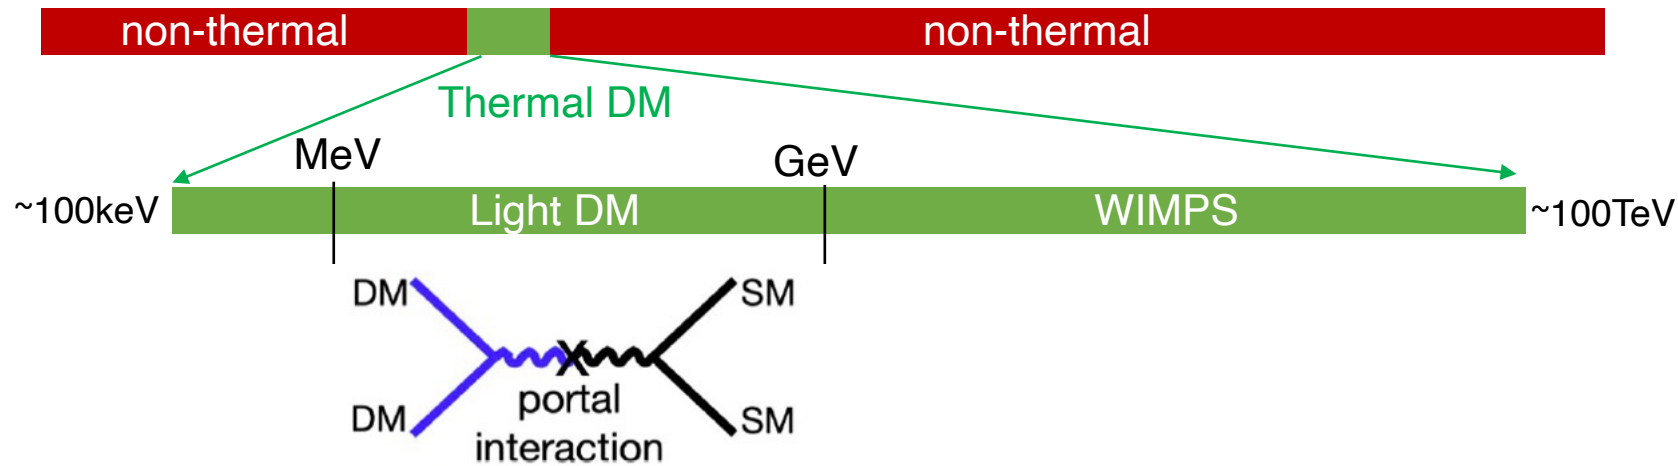 non-thermal non-thermal
Thermal DM
MeV GeV
~100keV Light DM WIMPS ~100TeV
DM SM
X
portal
DM SM
interaction